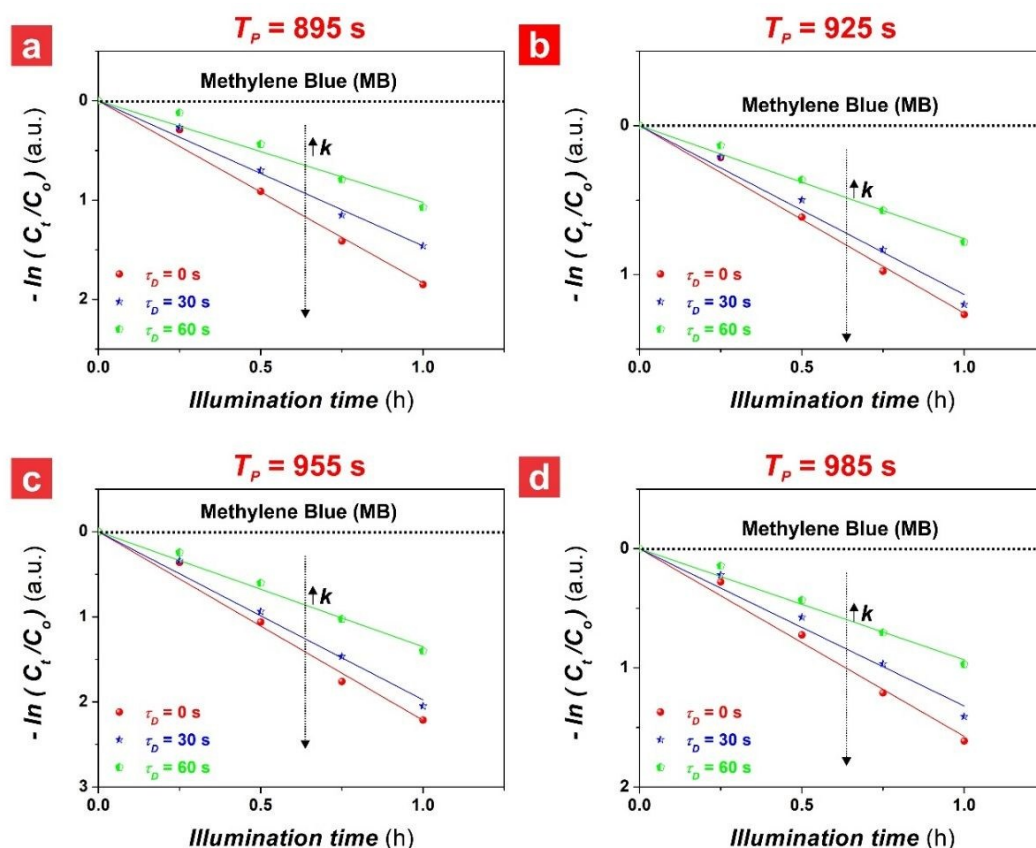 a
T_P = 895 s
Methylene Blue (MB)
↑k
- ln ( C_t /C_o ) (a.u.)
0
1
2
τ_D = 0 s
τ_D = 30 s
τ_D = 60 s
0.0
0.5
1.0
Illumination time (h)
b
T_P = 925 s
Methylene Blue (MB)
↑k
- ln ( C_t /C_o ) (a.u.)
0
1
τ_D = 0 s
τ_D = 30 s
τ_D = 60 s
0.0
0.5
1.0
Illumination time (h)
c
T_P = 955 s
Methylene Blue (MB)
↑k
- ln ( C_t /C_o ) (a.u.)
0
1
2
3
τ_D = 0 s
τ_D = 30 s
τ_D = 60 s
0.0
0.5
1.0
Illumination time (h)
d
T_P = 985 s
Methylene Blue (MB)
↑k
- ln ( C_t /C_o ) (a.u.)
0
1
2
τ_D = 0 s
τ_D = 30 s
τ_D = 60 s
0.0
0.5
1.0
Illumination time (h)